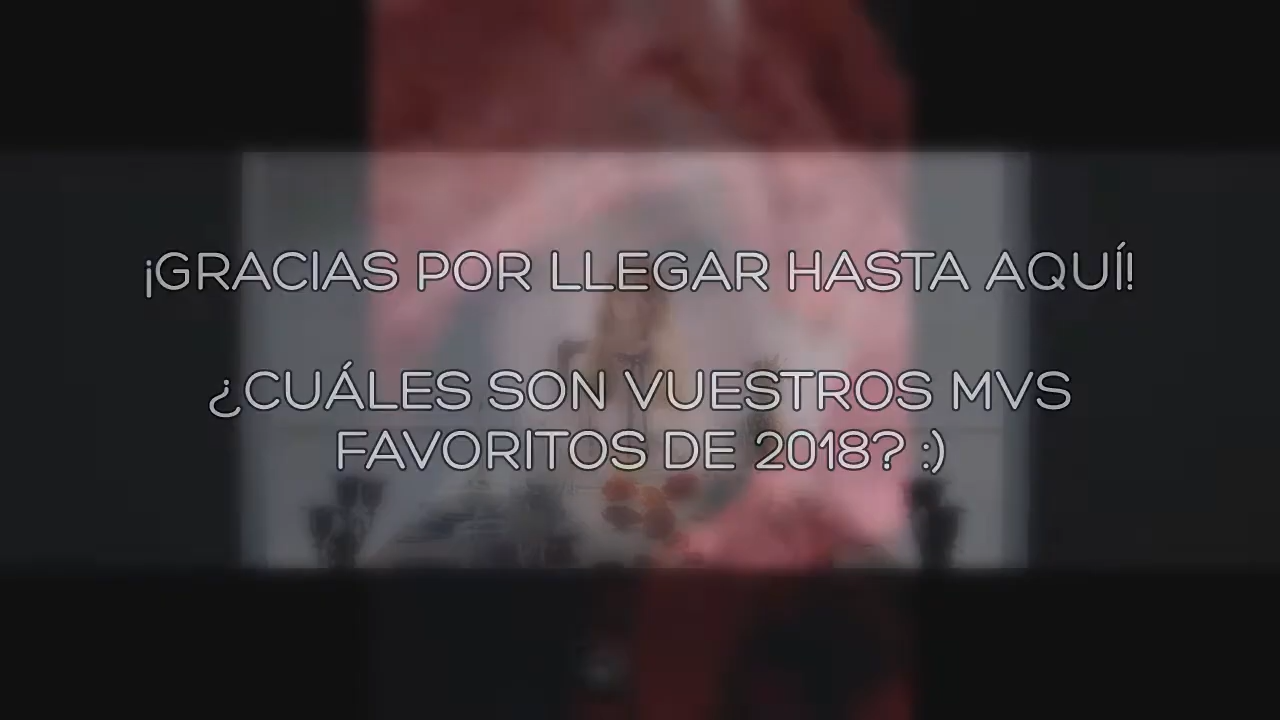 ¡GRACIAS POR LLEGAR HASTA AQUÍ!
¿CUÁLES SON VUESTROS MVS
FAVORITOS DE 2018? :)